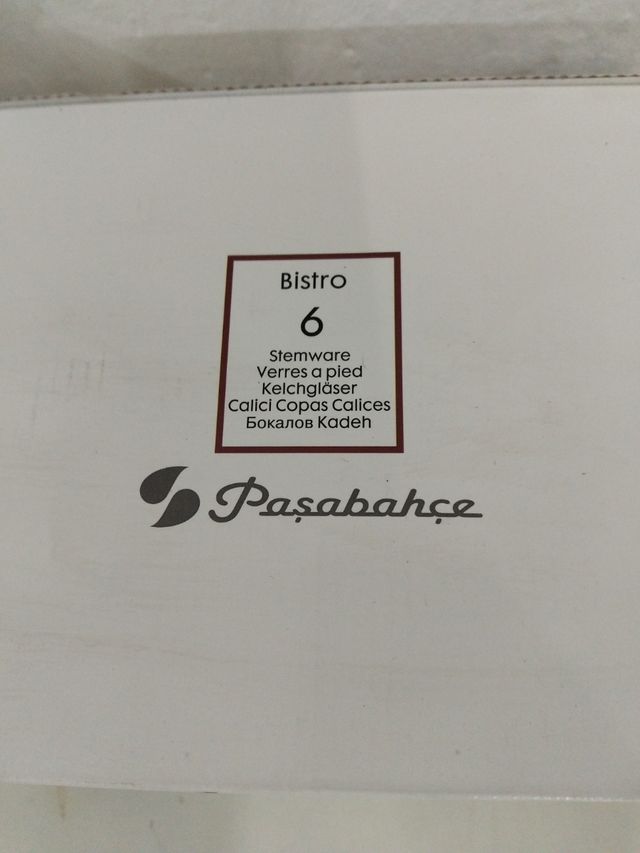 Bistro
6
Stemware
Verres a pied
Kelchgläser
Calici Copas Calices
Бокалов Kadeh
Paşabahçe